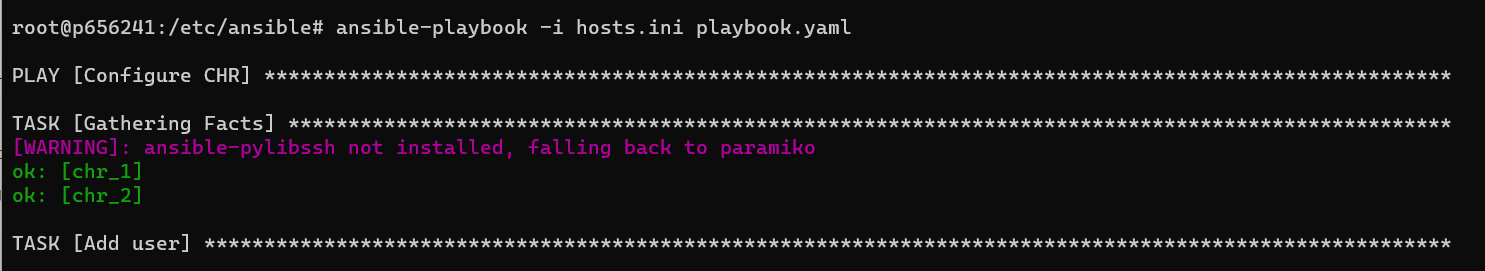 root@p656241:/etc/ansible# ansible-playbook -i hosts.ini playbook.yaml
PLAY [Configure CHR] ***************************************************************************************************
TASK [Gathering Facts] *************************************************************************************************
[WARNING]: ansible-pylibssh not installed, falling back to paramiko
ok: [chr_1]
ok: [chr_2]
TASK [Add user] ********************************************************************************************************